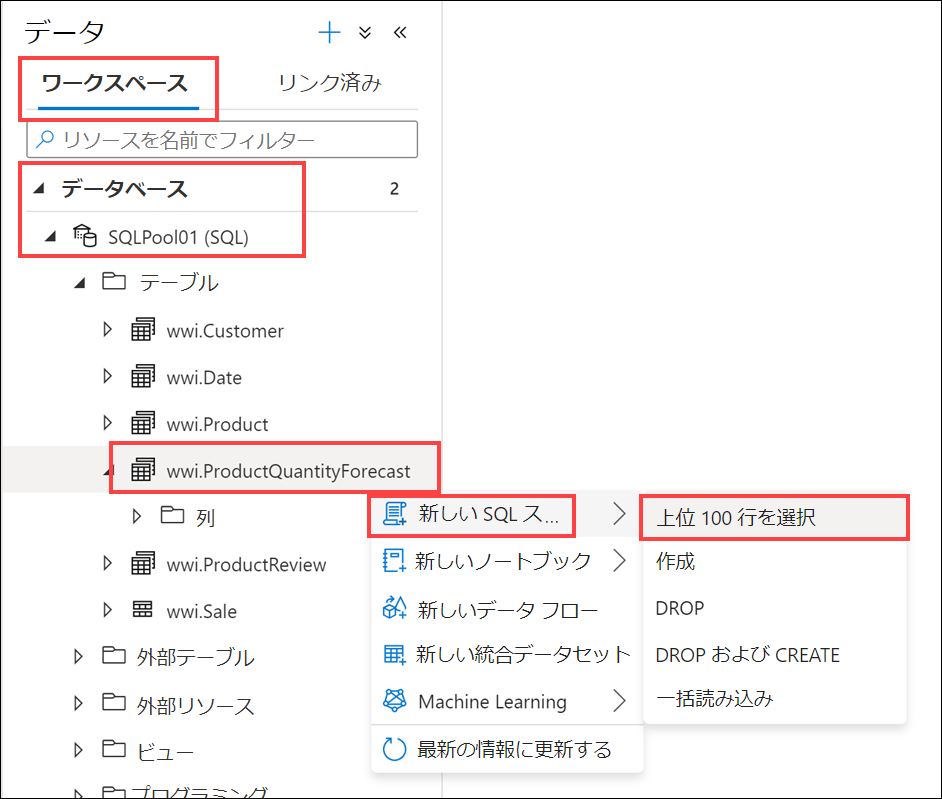 データ
ワークスペース リンク済み
リソースを名前でフィルター
データベース 2
SQLPool01 (SQL)
テーブル
wwi.Customer
wwi.Date
wwi.Product
wwi.ProductQuantityForecast
列
wwi.ProductReview
wwi.Sale
外部テーブル
外部リソース
ビュー
プログラミング
新しい SQL ス...
新しいノートブック
新しいデータ フロー
新しい統合データセット
Machine Learning
最新の情報に更新する
上位 100 行を選択
作成
DROP
DROP および CREATE
一括読み込み